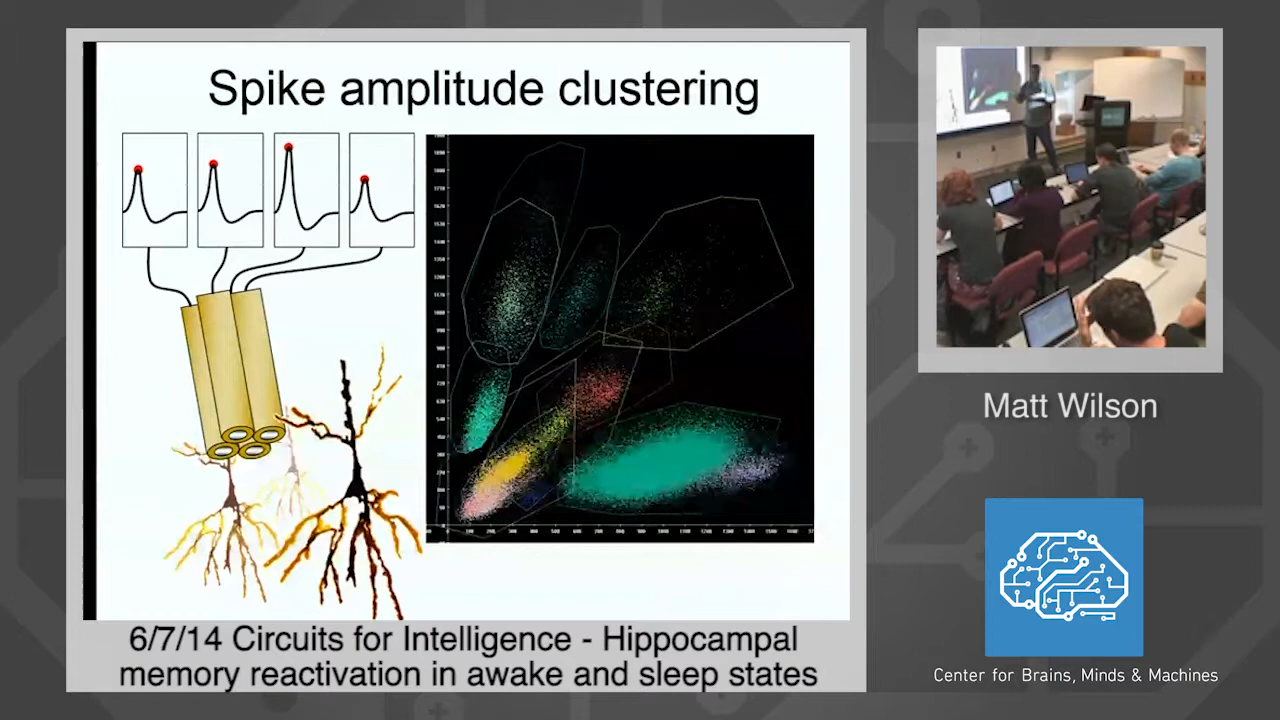 Spike amplitude clustering
6/7/14 Circuits for Intelligence - Hippocampal
memory reactivation in awake and sleep states
Matt Wilson
Center for Brains, Minds & Machines